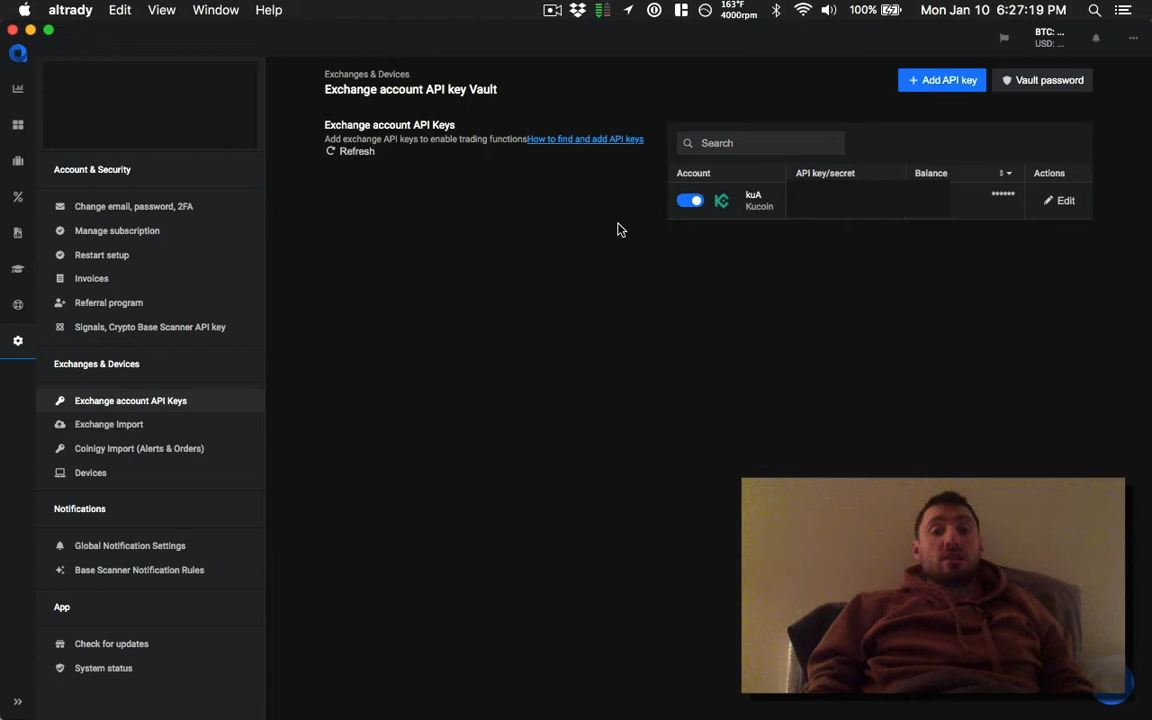 altrady Edit View Window Help
163°F
4000rpm
100%
Mon Jan 10 6:27:19 PM
BTC: ...
USD: ...
Exchanges & Devices
Exchange account API key Vault
+ Add API key
Vault password
Exchange account API Keys
Add exchange API keys to enable trading functionsHow to find and add API keys
Refresh
Search
Account API key/secret Balance $ Actions
kuA
Kucoin
******
Edit
Account & Security
Change email, password, 2FA
Manage subscription
Restart setup
Invoices
Referral program
Signals, Crypto Base Scanner API key
Exchanges & Devices
Exchange account API Keys
Exchange Import
Coinigy Import (Alerts & Orders)
Devices
Notifications
Global Notification Settings
Base Scanner Notification Rules
App
Check for updates
System status